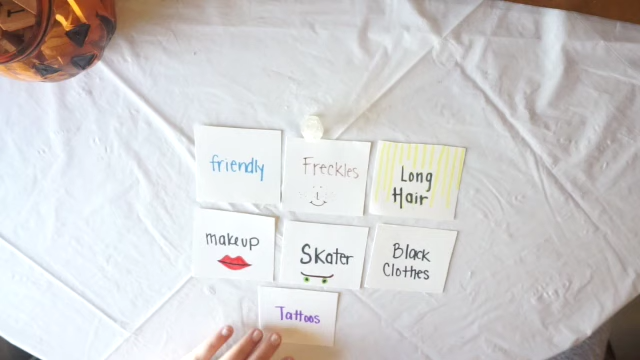 friendly
Freckles
Long
Hair
makeup
Skater
Black
Clothes
Tattoos